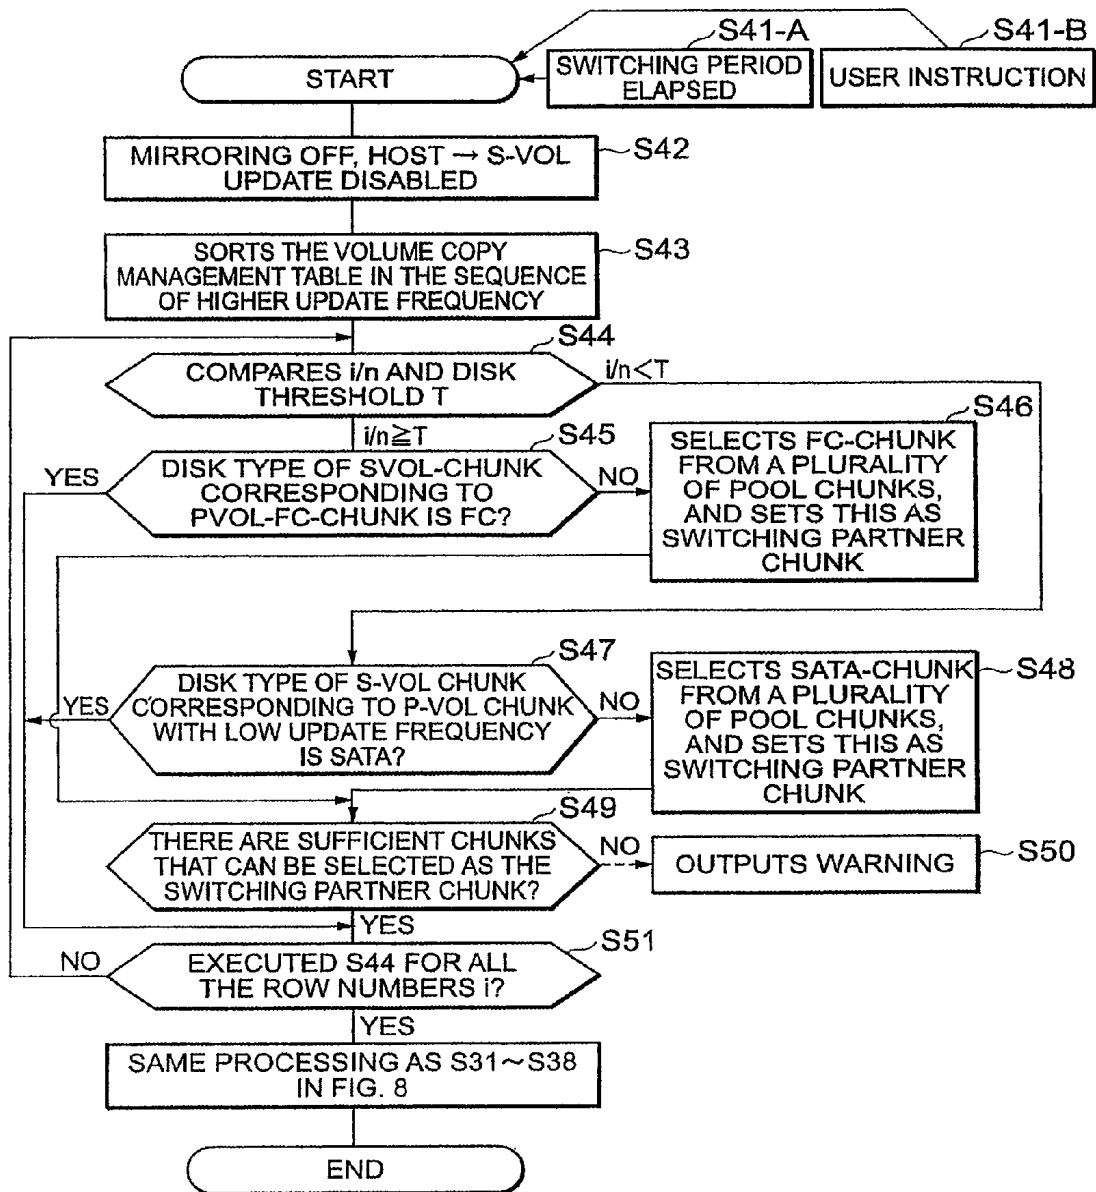 S41-A
S41-B
START
SWITCHING PERIOD
ELAPSED
USER INSTRUCTION
MIRRORING OFF, HOST → S-VOL
UPDATE DISABLED
S42
SORTS THE VOLUME COPY
MANAGEMENT TABLE IN THE SEQUENCE
OF HIGHER UPDATE FREQUENCY
S43
S44
COMPARES i/n AND DISK
THRESHOLD T
i/n<T
i/n≧T
S45
YES
DISK TYPE OF SVOL-CHUNK
CORRESPONDING TO
PVOL-FC-CHUNK IS FC?
NO
S46
SELECTS FC-CHUNK
FROM A PLURALITY
OF POOL CHUNKS,
AND SETS THIS AS
SWITCHING PARTNER
CHUNK
S47
YES
DISK TYPE OF S-VOL CHUNK
CORRESPONDING TO P-VOL CHUNK
WITH LOW UPDATE FREQUENCY
IS SATA?
NO
SELECTS SATA-CHUNK
FROM A PLURALITY
OF POOL CHUNKS,
AND SETS THIS AS
SWITCHING PARTNER
CHUNK
S48
S49
THERE ARE SUFFICIENT CHUNKS
THAT CAN BE SELECTED AS THE
SWITCHING PARTNER CHUNK?
NO
OUTPUTS WARNING
S50
YES
S51
NO
EXECUTED S44 FOR ALL
THE ROW NUMBERS i?
YES
SAME PROCESSING AS S31~S38
IN FIG. 8
END